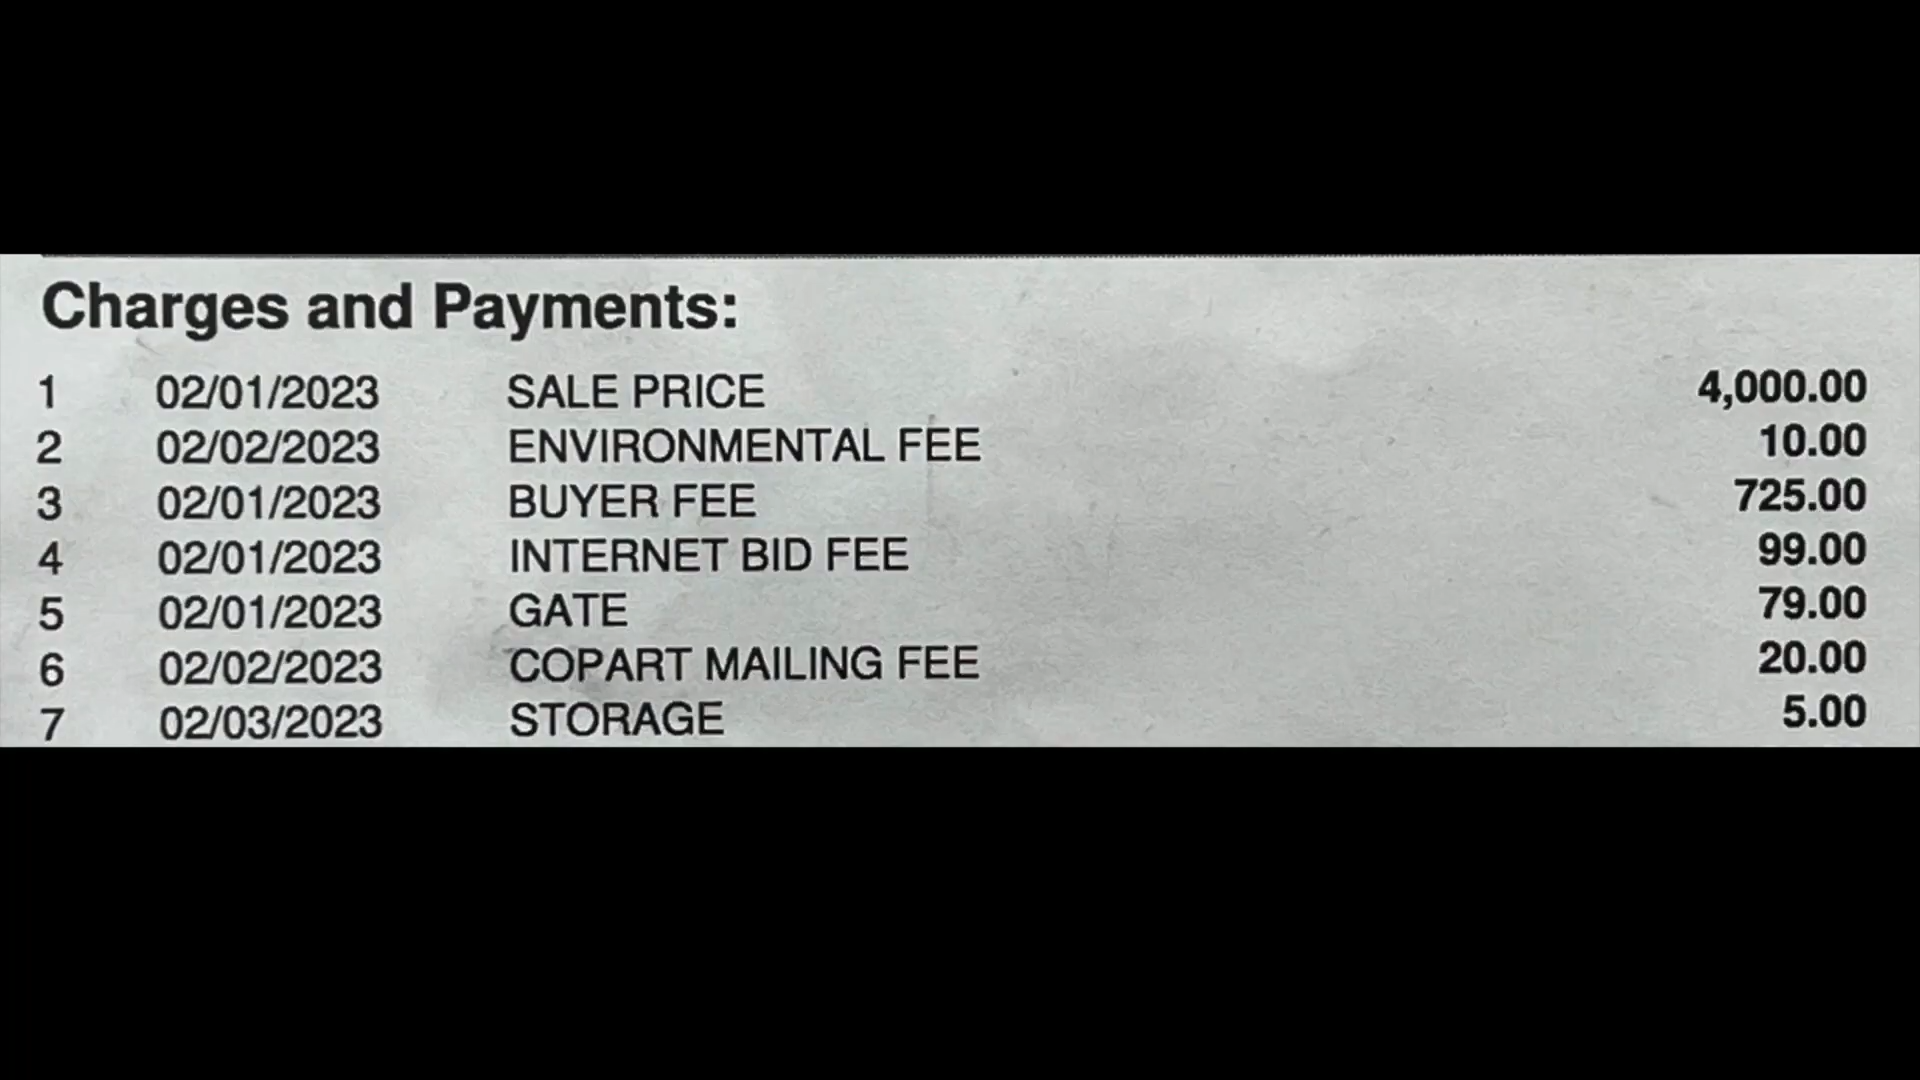 Charges and Payments:
1 02/01/2023 SALE PRICE 4,000.00
2 02/02/2023 ENVIRONMENTAL FEE 10.00
3 02/01/2023 BUYER FEE 725.00
4 02/01/2023 INTERNET BID FEE 99.00
5 02/01/2023 GATE 79.00
6 02/02/2023 COPART MAILING FEE 20.00
7 02/03/2023 STORAGE 5.00